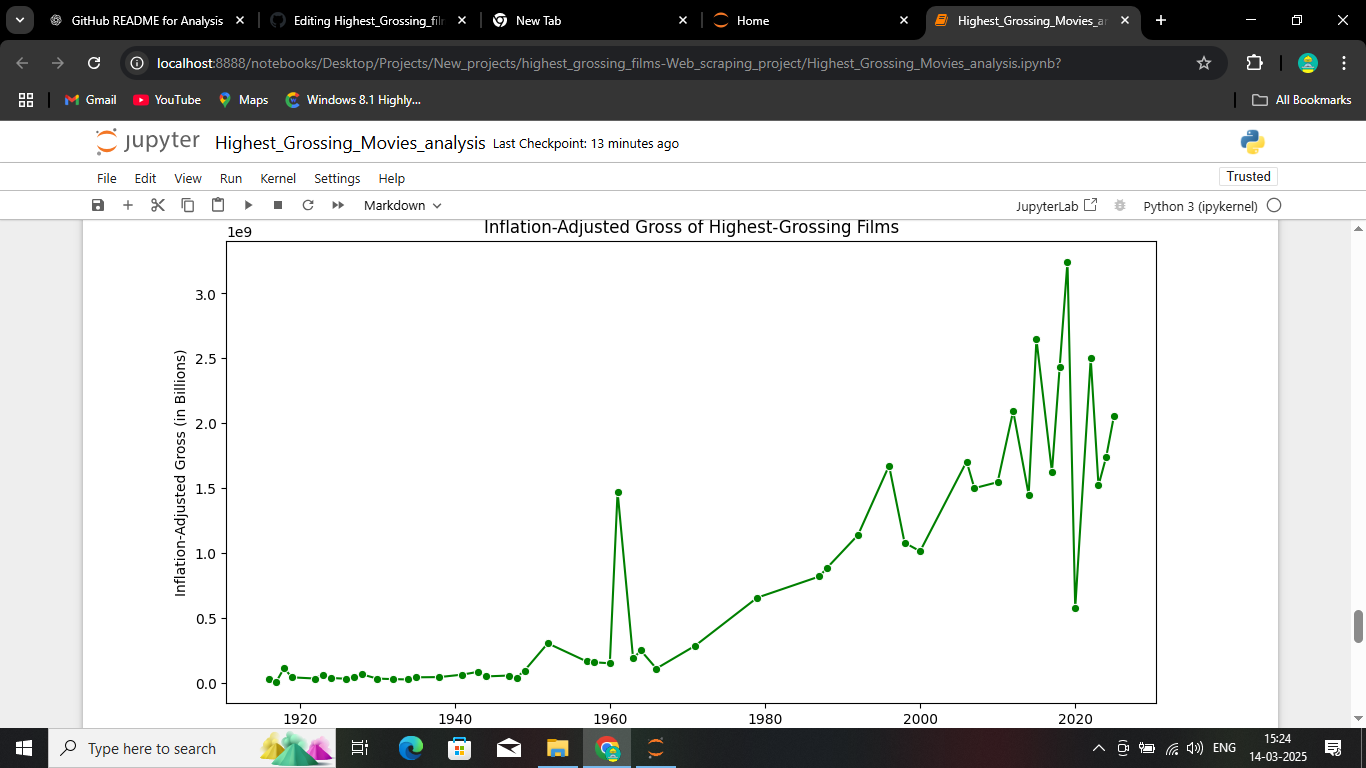 GitHub README for Analysis
Editing Highest_Grossing_fil
New Tab
Home
Highest_Grossing_Movies_a
localhost:8888/notebooks/Desktop/Projects/New_projects/highest_grossing_films-Web_scraping_project/Highest_Grossing_Movies_analysis.ipynb?
Gmail
YouTube
Maps
Windows 8.1 Highly...
All Bookmarks
jupyter
Highest_Grossing_Movies_analysis Last Checkpoint: 13 minutes ago
File Edit View Run Kernel Settings Help
Trusted
Markdown
JupyterLab
Python 3 (ipykernel)
Inflation-Adjusted Gross of Highest-Grossing Films
1e9
3.0
2.5
2.0
1.5
1.0
0.5
0.0
Inflation-Adjusted Gross (in Billions)
1920 1940 1960 1980 2000 2020
Type here to search
ENG
15:24
14-03-2025